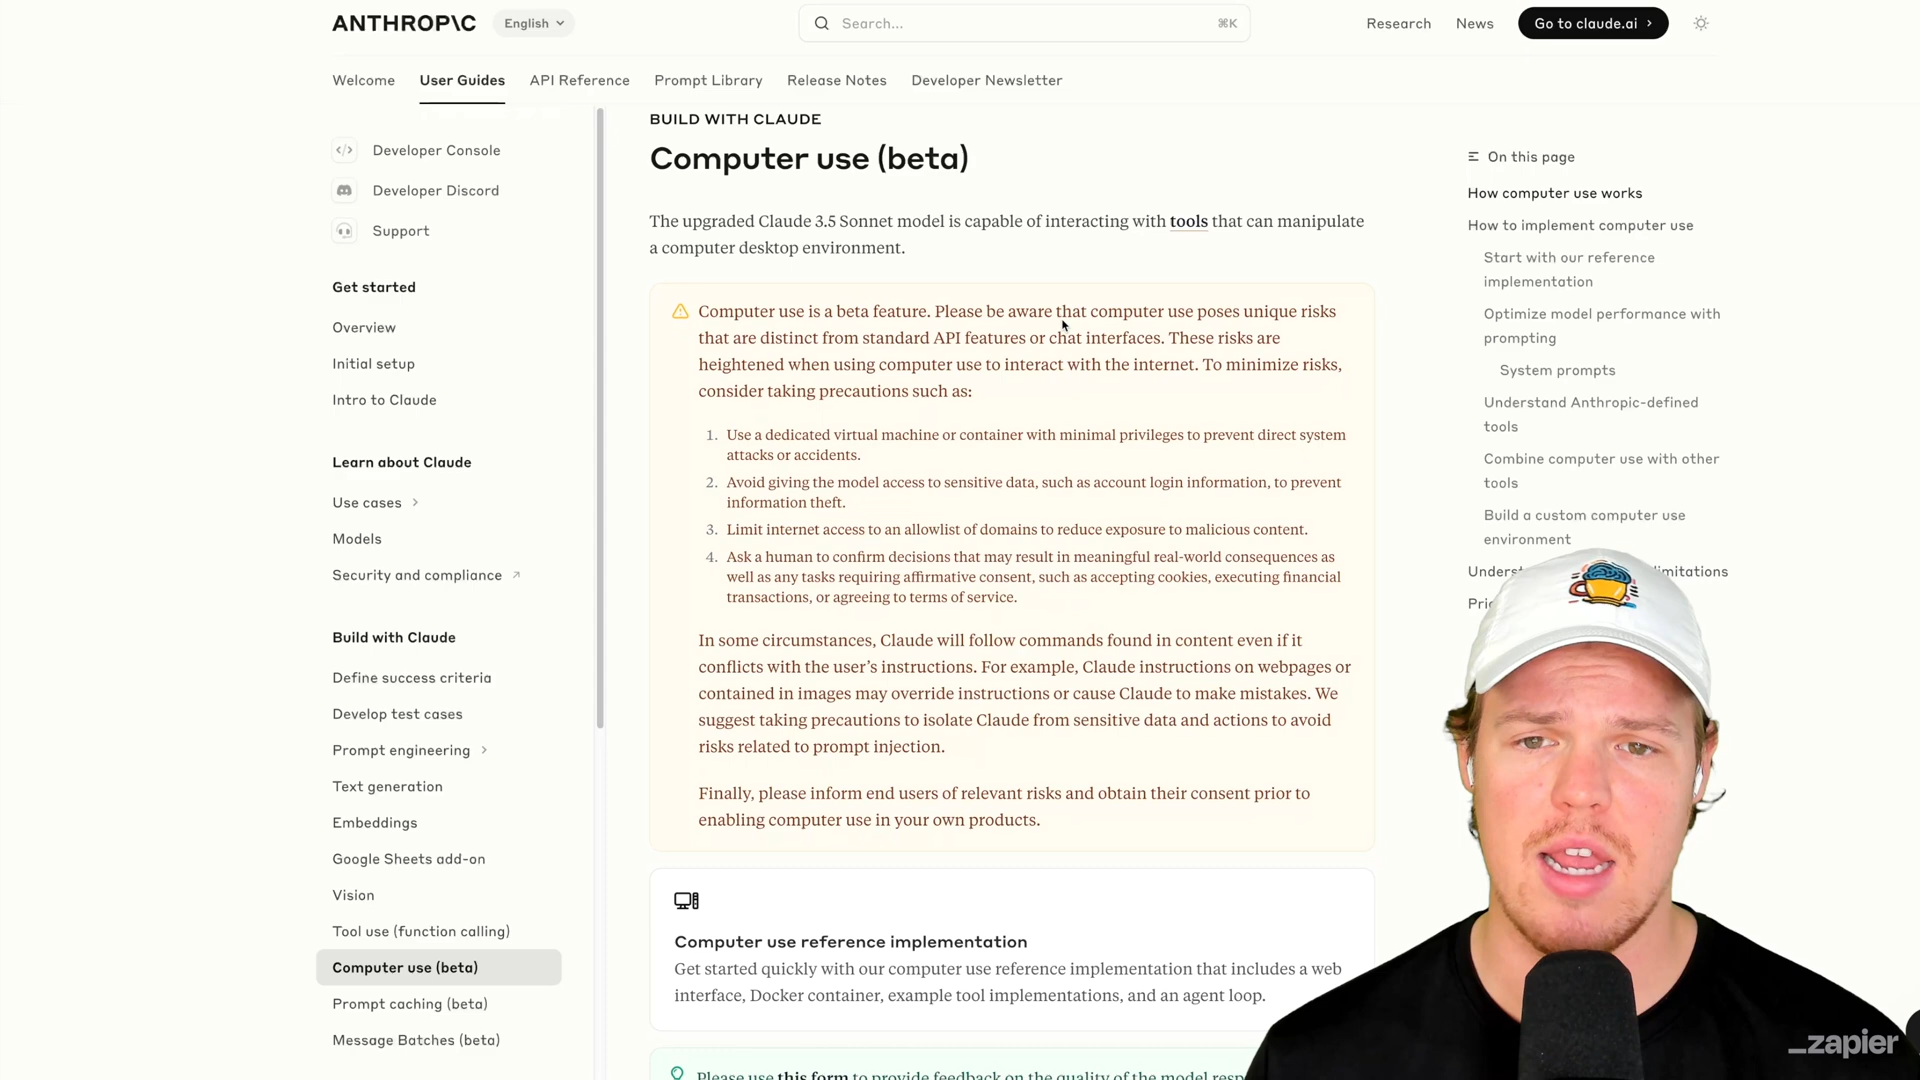 ANTHROP\C
English
Search...
⌘K
Research
News
Go to claude.ai
Welcome
User Guides
API Reference
Prompt Library
Release Notes
Developer Newsletter
Developer Console
Developer Discord
Support
Get started
Overview
Initial setup
Intro to Claude
Learn about Claude
Use cases
Models
Security and compliance
Build with Claude
Define success criteria
Develop test cases
Prompt engineering
Text generation
Embeddings
Google Sheets add-on
Vision
Tool use (function calling)
Computer use (beta)
Prompt caching (beta)
Message Batches (beta)
BUILD WITH CLAUDE
Computer use (beta)
The upgraded Claude 3.5 Sonnet model is capable of interacting with tools that can manipulate
a computer desktop environment.
Computer use is a beta feature. Please be aware that computer use poses unique risks
that are distinct from standard API features or chat interfaces. These risks are
heightened when using computer use to interact with the internet. To minimize risks,
consider taking precautions such as:
1. Use a dedicated virtual machine or container with minimal privileges to prevent direct system
attacks or accidents.
2. Avoid giving the model access to sensitive data, such as account login information, to prevent
information theft.
3. Limit internet access to an allowlist of domains to reduce exposure to malicious content.
4. Ask a human to confirm decisions that may result in meaningful real-world consequences as
well as any tasks requiring affirmative consent, such as accepting cookies, executing financial
transactions, or agreeing to terms of service.
In some circumstances, Claude will follow commands found in content even if it
conflicts with the user’s instructions. For example, Claude instructions on webpages or
contained in images may override instructions or cause Claude to make mistakes. We
suggest taking precautions to isolate Claude from sensitive data and actions to avoid
risks related to prompt injection.
Finally, please inform end users of relevant risks and obtain their consent prior to
enabling computer use in your own products.
Computer use reference implementation
Get started quickly with our computer use reference implementation that includes a web
interface, Docker container, example tool implementations, and an agent loop.
Please use this form to provide feedback on the quality of the model
On this page
How computer use works
How to implement computer use
Start with our reference
implementation
Optimize model performance with
prompting
System prompts
Understand Anthropic-defined
tools
Combine computer use with other
tools
Build a custom computer use
environment
limitations
_zapier